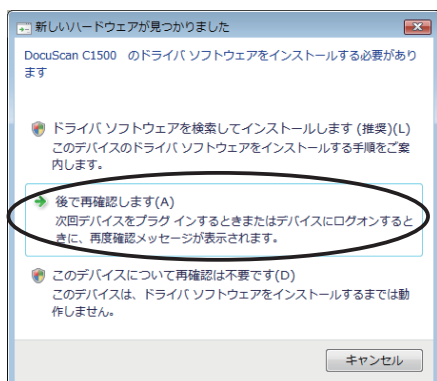 新しいハードウェアが見つかりました
DocuScan C1500 のドライバ ソフトウェアをインストールする必要があり
ます
ドライバ ソフトウェアを検索してインストールします (推奨)(L)
このデバイスのドライバ ソフトウェアをインストールする手順をご案
内します。
後で再確認します(A)
次回デバイスをプラグ インするときまたはデバイスにログオンすると
きに、再度確認メッセージが表示されます。
このデバイスについて再確認は不要です(D)
このデバイスは、ドライバ ソフトウェアをインストールするまでは動
作しません。
キャンセル